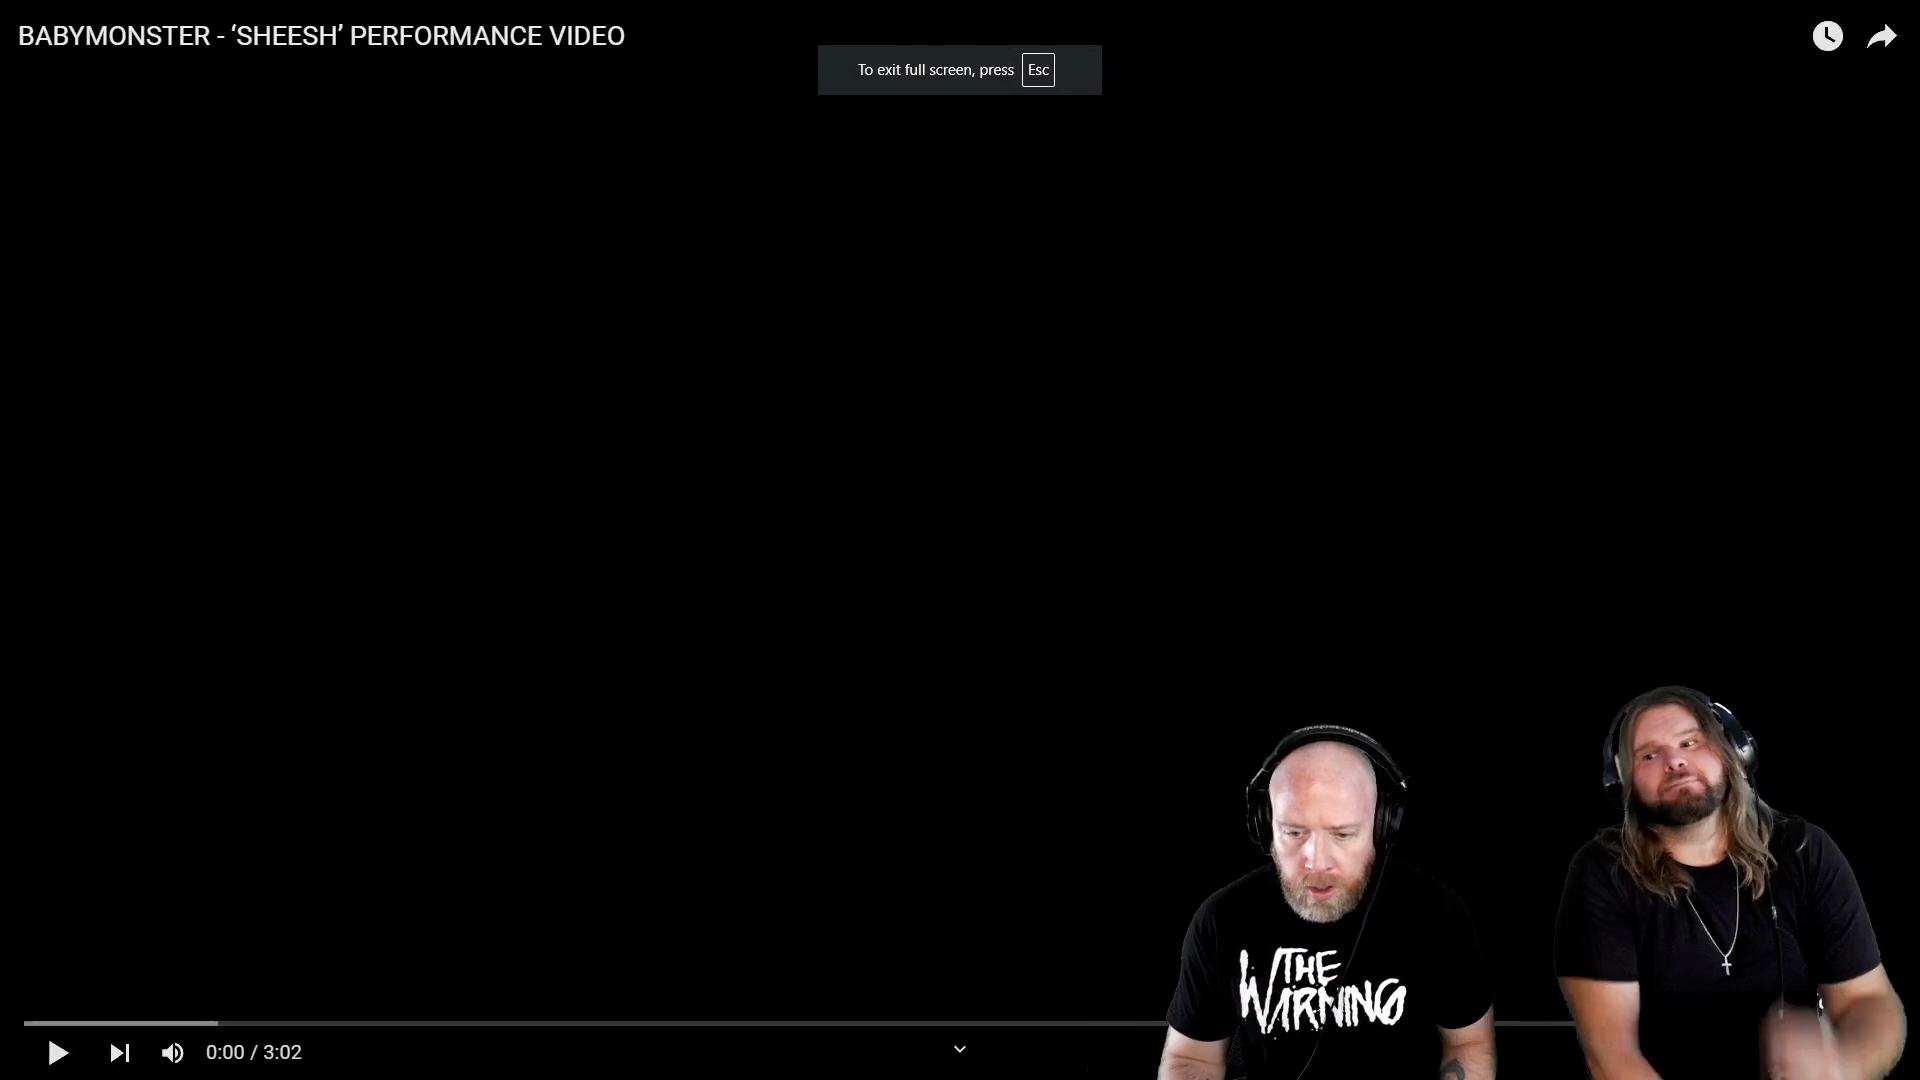 BABYMONSTER - ‘SHEESH’ PERFORMANCE VIDEO
To exit full screen, press Esc
THE
WARNING
0:00 / 3:02